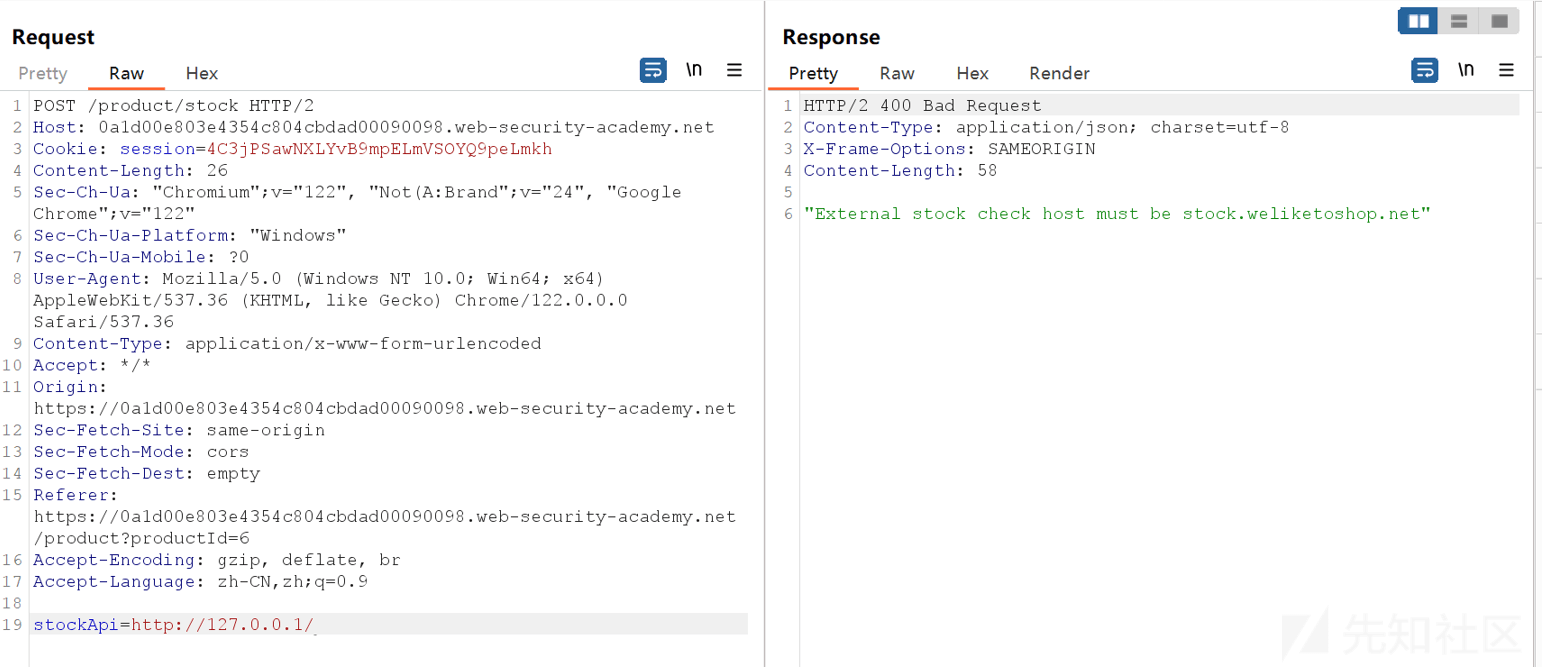 Request
Pretty Raw Hex \n
1 POST /product/stock HTTP/2
2 Host: 0a1d00e803e4354c804cbdad00090098.web-security-academy.net
3 Cookie: session=4C3jPSawNXLYvB9mpELmVSOYQ9peLmkh
4 Content-Length: 26
5 Sec-Ch-Ua: "Chromium";v="122", "Not(A:Brand";v="24", "Google
Chrome";v="122"
6 Sec-Ch-Ua-Platform: "Windows"
7 Sec-Ch-Ua-Mobile: ?0
8 User-Agent: Mozilla/5.0 (Windows NT 10.0; Win64; x64)
AppleWebKit/537.36 (KHTML, like Gecko) Chrome/122.0.0.0
Safari/537.36
9 Content-Type: application/x-www-form-urlencoded
10 Accept: */*
11 Origin:
https://0a1d00e803e4354c804cbdad00090098.web-security-academy.net
12 Sec-Fetch-Site: same-origin
13 Sec-Fetch-Mode: cors
14 Sec-Fetch-Dest: empty
15 Referer:
https://0a1d00e803e4354c804cbdad00090098.web-security-academy.net
/product?productId=6
16 Accept-Encoding: gzip, deflate, br
17 Accept-Language: zh-CN,zh;q=0.9
18
19 stockApi=http://127.0.0.1/
Response
Pretty Raw Hex Render \n
1 HTTP/2 400 Bad Request
2 Content-Type: application/json; charset=utf-8
3 X-Frame-Options: SAMEORIGIN
4 Content-Length: 58
5
6 "External stock check host must be stock.weliketoshop.net"
先知社区